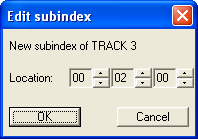 Edit subindex
New subindex of TRACK 3
Location: 00 02 00
OK Cancel